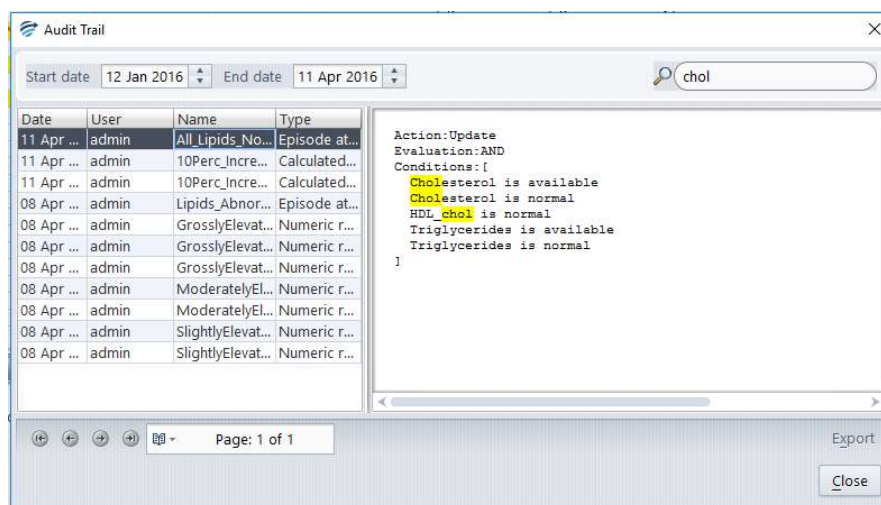 Audit Trail
Start date 12 Jan 2016 End date 11 Apr 2016 chol
Date User Name Type
11 Apr ... admin All_Lipids_No... Episode at...
11 Apr ... admin 10Perc_Incre... Calculated...
11 Apr ... admin 10Perc_Incre... Calculated...
08 Apr ... admin Lipids_Abnor... Episode at...
08 Apr ... admin GrosslyElevat... Numeric r...
08 Apr ... admin GrosslyElevat... Numeric r...
08 Apr ... admin GrosslyElevat... Numeric r...
08 Apr ... admin ModeratelyEl... Numeric r...
08 Apr ... admin ModeratelyEl... Numeric r...
08 Apr ... admin SlightlyElevat... Numeric r...
08 Apr ... admin SlightlyElevat... Numeric r...
Action:Update
Evaluation:AND
Conditions:[
Cholesterol is available
Cholesterol is normal
HDL_chol is normal
Triglycerides is available
Triglycerides is normal
]
Page: 1 of 1
Export
Close